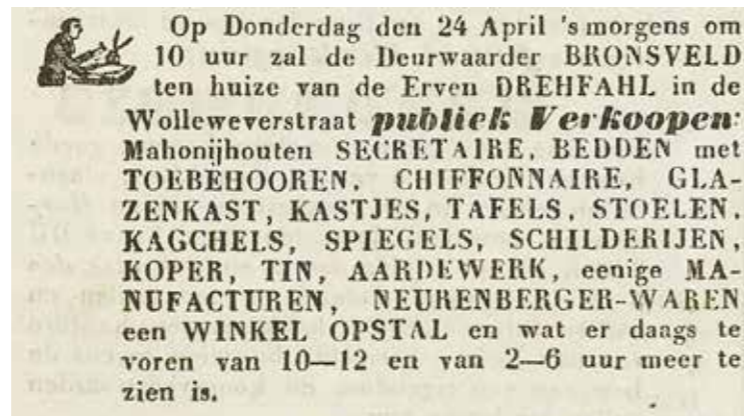 Op Donderdag den 24 April 's morgens om
10 uur zal de Deurwaarder BRONSVELD
ten huize van de Erven DREHFAHL in de
Wolleweverstraat publiek Verkoopen:
Mahonijhouten SECRETAIRE, BEDDEN met
TOEBEHOOREN, CHIFFONNAIRE, GLA-
ZENKAST, KASTJES, TAFELS, STOELEN,
KAGCHELS, SPIEGELS, SCHILDERIJEN,
KOPER, TIN, AARDEWERK, eenige MA-
NUFACTUREN, NEURENBERGER-WAREN
een WINKEL OPSTAL en wat er daags te
voren van 10—12 en van 2—6 uur meer te
zien is.